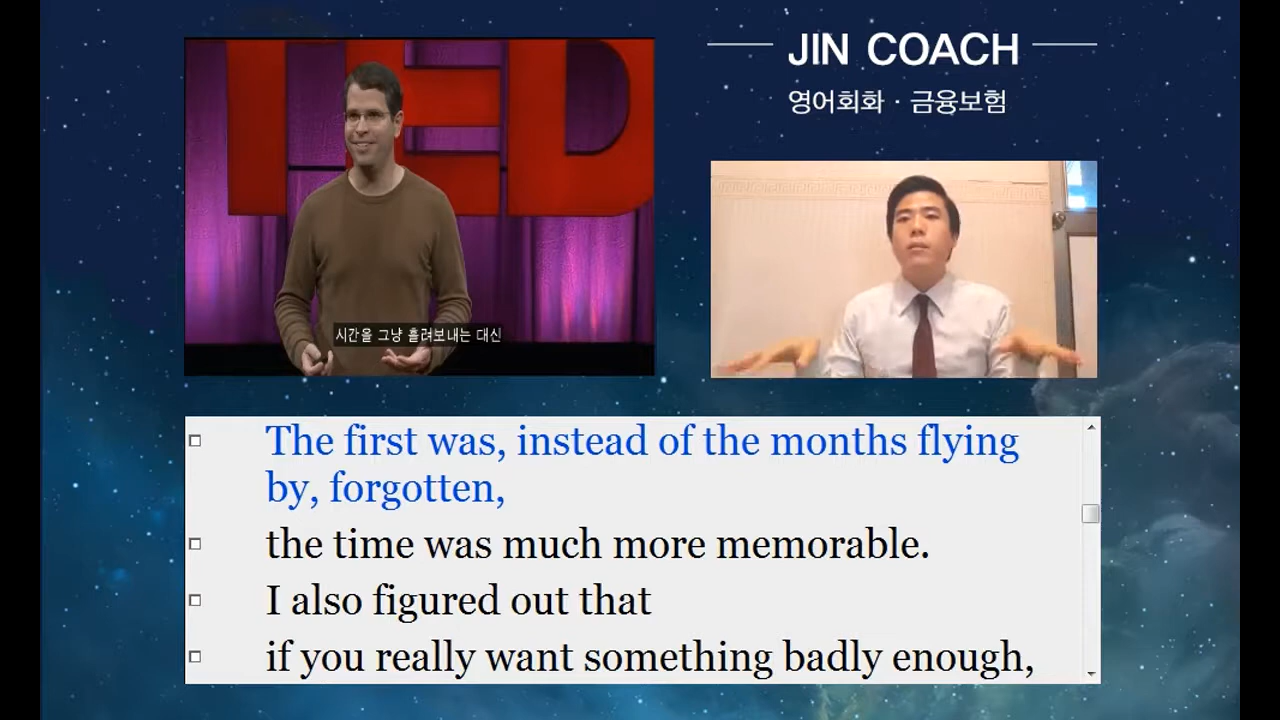 TED
JIN COACH
영어회화 · 금융보험
시간을 그냥 흘려보내는 대신
The first was, instead of the months flying
by, forgotten,
the time was much more memorable.
I also figured out that
if you really want something badly enough,